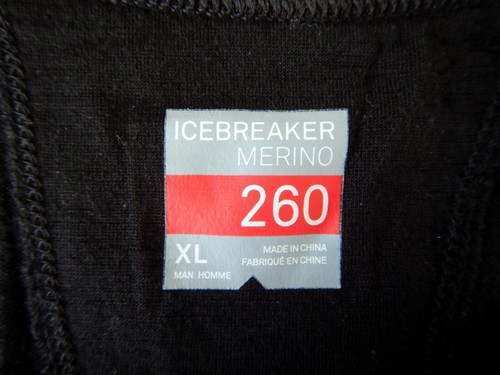 ICEBREAKER
MERINO
260
XL
MAN HOMME
MADE IN CHINA
FABRIQUÉ EN CHINE